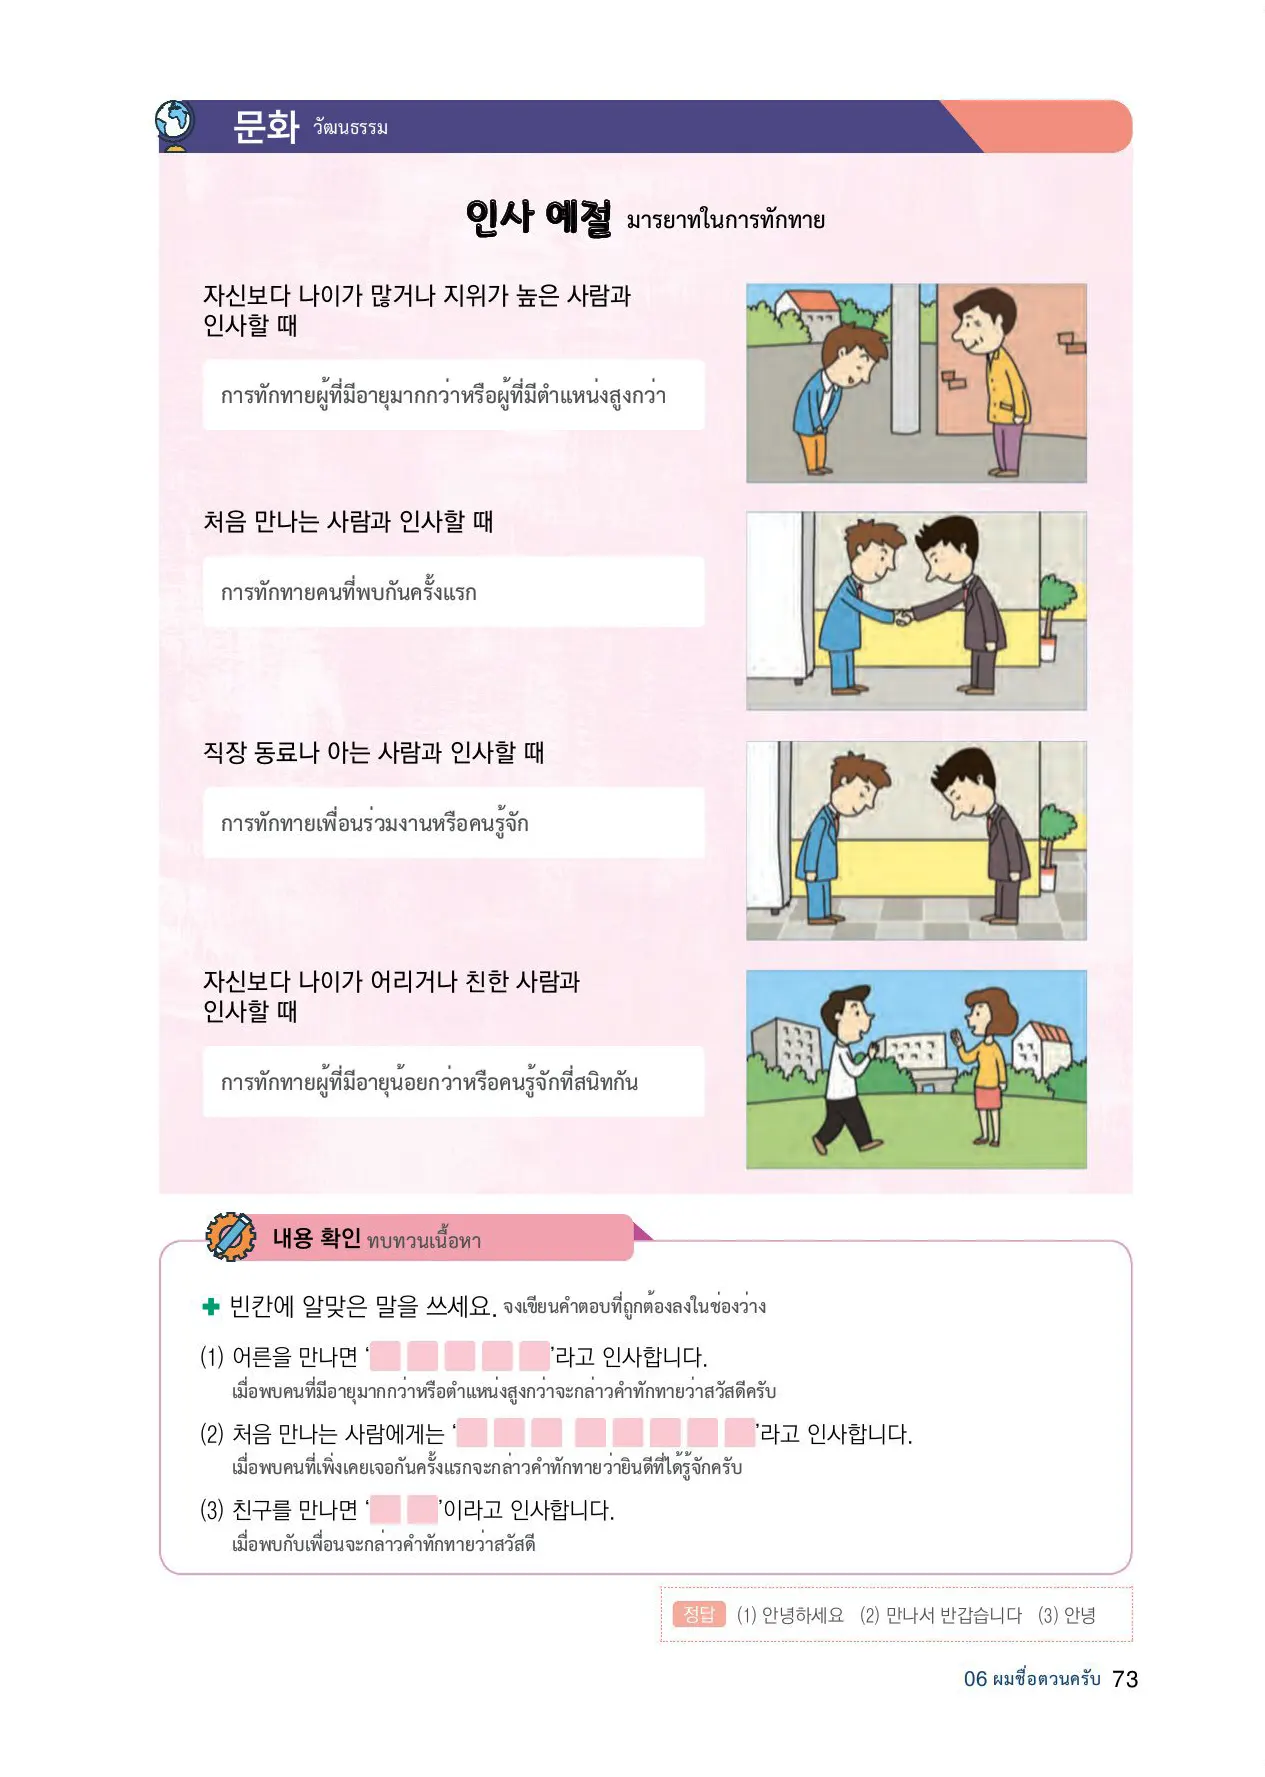 문화 วัฒนธรรม
인사 예절 มารยาทในการทักทาย
자신보다 나이가 많거나 지위가 높은 사람과
인사할 때
การทักทายผู้ที่มีอายุมากกว่าหรือผู้ที่มีตำแหน่งสูงกว่า
처음 만나는 사람과 인사할 때
การทักทายคนที่พบกันครั้งแรก
직장 동료나 아는 사람과 인사할 때
การทักทายเพื่อนร่วมงานหรือคนรู้จัก
자신보다 나이가 어리거나 친한 사람과
인사할 때
การทักทายผู้ที่มีอายุน้อยกว่าหรือคนรู้จักที่สนิทกัน
내용 확인 ทบทวนเนื้อหา
빈칸에 알맞은 말을 쓰세요. จงเขียนคำตอบที่ถูกต้องลงในช่องว่าง
(1) 어른을 만나면 ‘          ’라고 인사합니다.
เมื่อพบคนที่มีอายุมากกว่าหรือตำแหน่งสูงกว่าจะกล่าวคำทักทายว่าสวัสดีครับ
(2) 처음 만나는 사람에게는 ‘          ’라고 인사합니다.
เมื่อพบคนที่เพิ่งเคยเจอกันครั้งแรกจะกล่าวคำทักทายว่ายินดีที่ได้รู้จักครับ
(3) 친구를 만나면 ‘    ’이라고 인사합니다.
เมื่อพบกับเพื่อนจะกล่าวคำทักทายว่าสวัสดี
정답 (1) 안녕하세요 (2) 만나서 반갑습니다 (3) 안녕
06 ผมชื่อตวนครับ 73